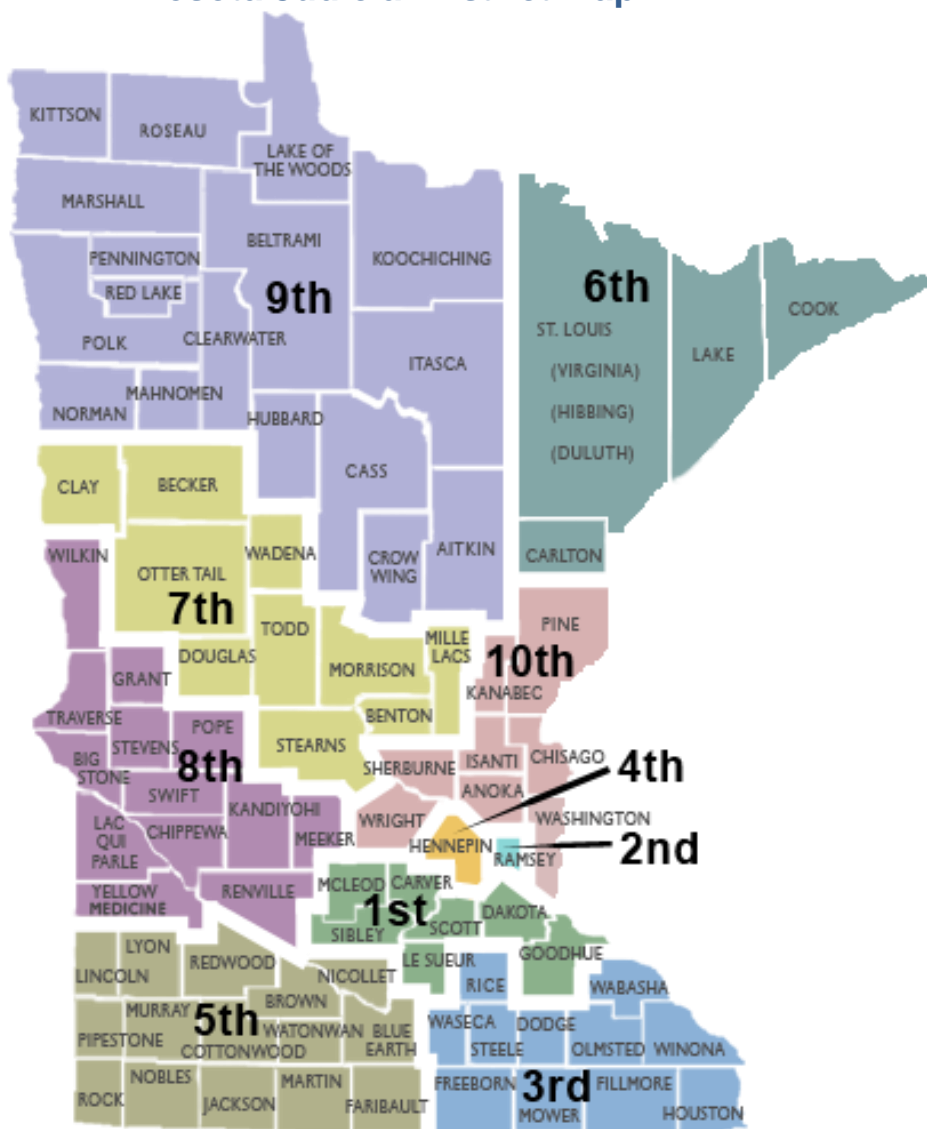 KITTSON
ROSEAU
LAKE OF
THE WOODS
MARSHALL
BELTRAMI
KOOCHICHING
PENNINGTON
RED LAKE
9th
6th
COOK
POLK
CLEARWATER
ST. LOUIS
LAKE
ITASCA
(VIRGINIA)
MAHNOMEN
NORMAN
HUBBARD
(HIBBING)
(DULUTH)
CASS
CLAY
BECKER
WILKIN
WADENA
CROW
WING
AITKIN
CARLTON
OTTER TAIL
7th
TODD
PINE
MILLE
LACS
DOUGLAS
MORRISON
10th
GRANT
KANABEC
TRAVERSE
BENTON
POPE
STEVENS
STEARNS
BIG
STONE
8th
SHERBURNE
ISANTI
CHISAGO
4th
SWIFT
ANOKA
KANDIYOHI
WRIGHT
WASHINGTON
LAC
QUI
PARLE
CHIPPEWA
MEEKER
HENNEPIN
2nd
RAMSEY
YELLOW
MEDICINE
RENVILLE
MCLEOD
CARVER
1st
DAKOTA
SIBLEY
SCOTT
LYON
LINCOLN
REDWOOD
NICOLLET
LE SUEUR
GOODHUE
RICE
WABASHA
MURRAY
BROWN
5th
PIPESTONE
WATONWAN
BLUE
EARTH
COTTONWOOD
WASECA
DODGE
STEELE
OLMSTED
WINONA
NOBLES
MARTIN
ROCK
JACKSON
FARIBAULT
FREEBORN
3rd
FILLMORE
MOWER
HOUSTON